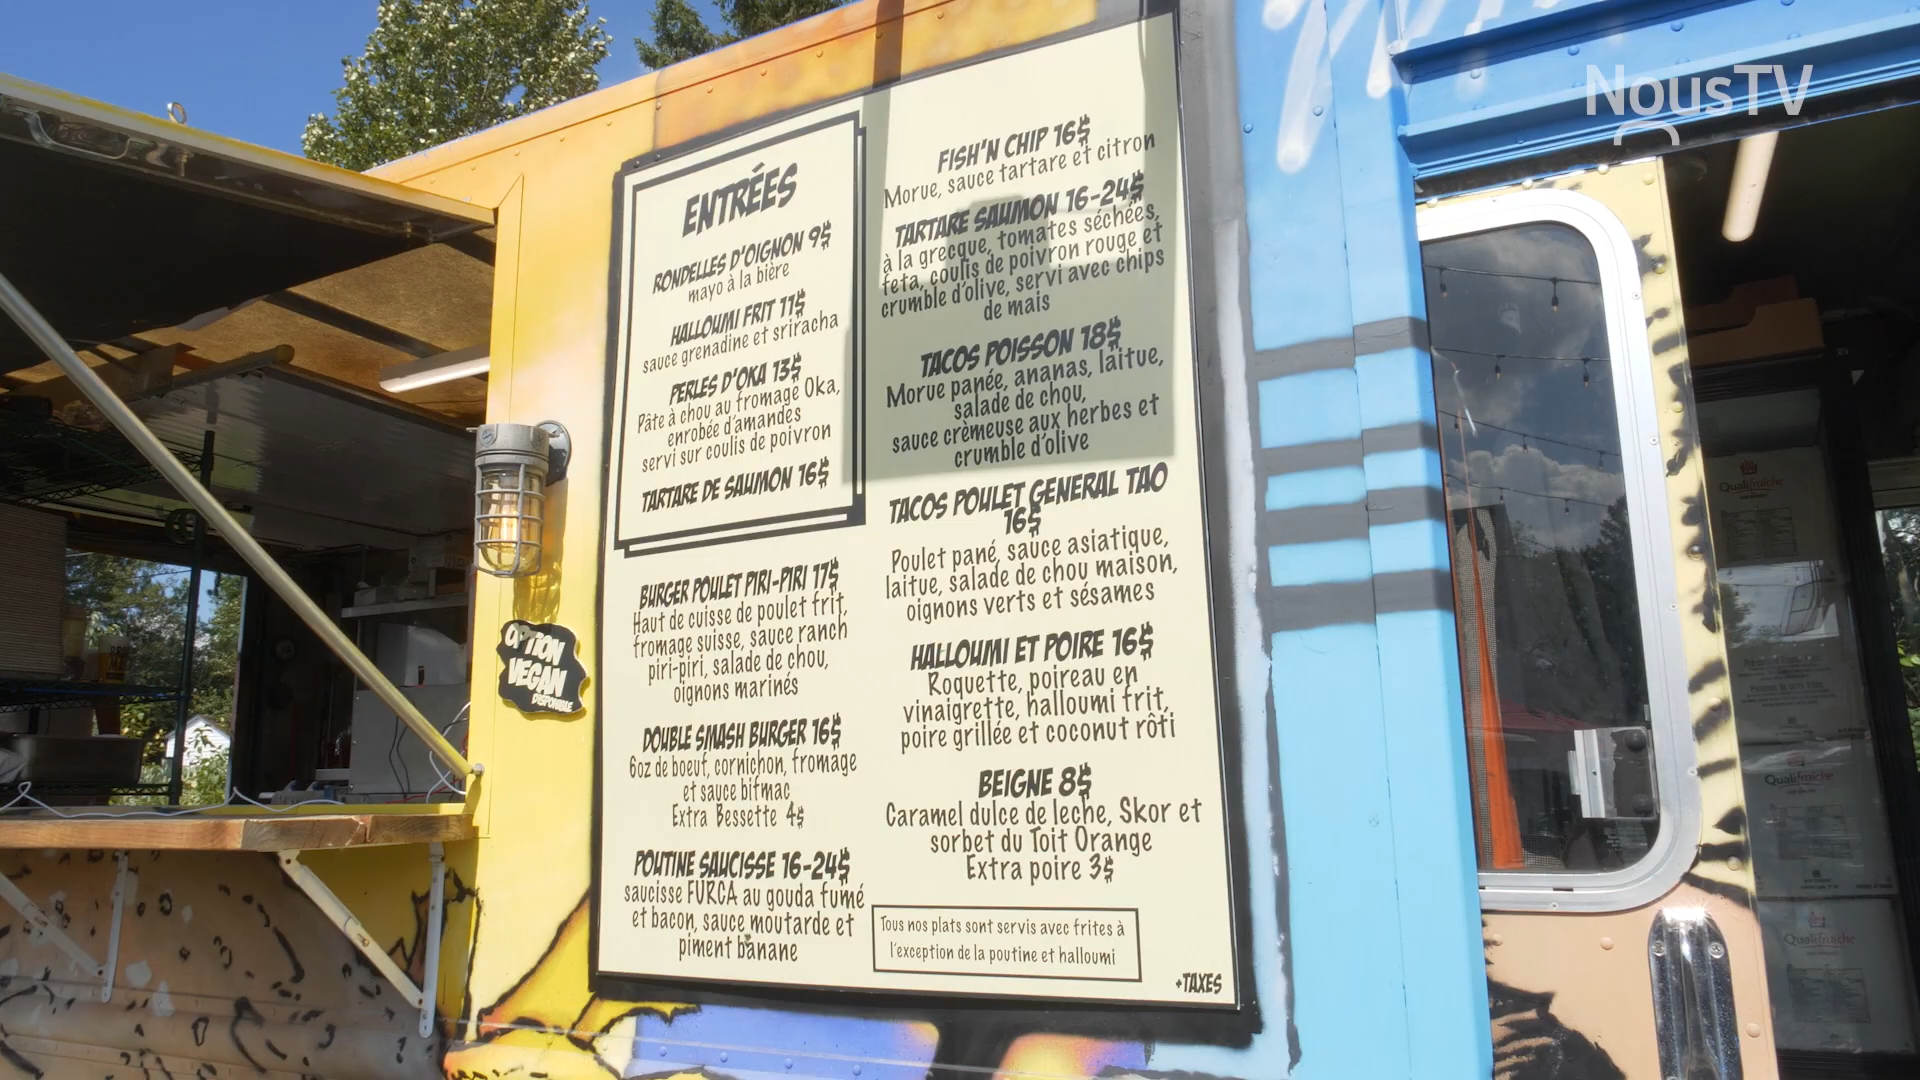 NousTV
ENTRÉES
RONDELLES D'OIGNON 9$
mayo à la bière
HALLOUMI FRIT 11$
sauce grenadine et sriracha
PERLES D'OKA 13$
Pâte à chou au fromage Oka,
enrobée d'amandes
servi sur coulis de poivron
TARTARE DE SAUMON 16$
BURGER POULET PIRI-PIRI 17$
Haut de cuisse de poulet frit,
fromage suisse, sauce ranch
piri-piri, salade de chou,
oignons marinés
DOUBLE SMASH BURGER 16$
6oz de boeuf, cornichon, fromage
et sauce bifmac
Extra Bessette 4$
POUTINE SAUCISSE 16-24$
saucisse FURCA au gouda fumé
et bacon, sauce moutarde et
piment banane
FISH'N CHIP 16$
Morue, sauce tartare et citron
TARTARE SAUMON 16-24$
à la grecque, tomates séchées,
feta, coulis de poivron rouge et
crumble d'olive, servi avec chips
de mais
TACOS POISSON 18$
Morue panée, ananas, laitue,
salade de chou,
sauce crèmeuse aux herbes et
crumble d'olive
TACOS POULET GENERAL TAO
16$
Poulet pané, sauce asiatique,
laitue, salade de chou maison,
oignons verts et sésames
HALLOUMI ET POIRE 16$
Roquette, poireau en
vinaigrette, halloumi frit,
poire grillée et coconut rôti
BEIGNE 8$
Caramel dulce de leche, Skor et
sorbet du Toit Orange
Extra poire 3$
Tous nos plats sont servis avec frites à
l'exception de la poutine et halloumi
+TAXES
OPTION
VEGAN
DISPONIBLE
Qualifraîche
Qualifraîche
Qualifraîche